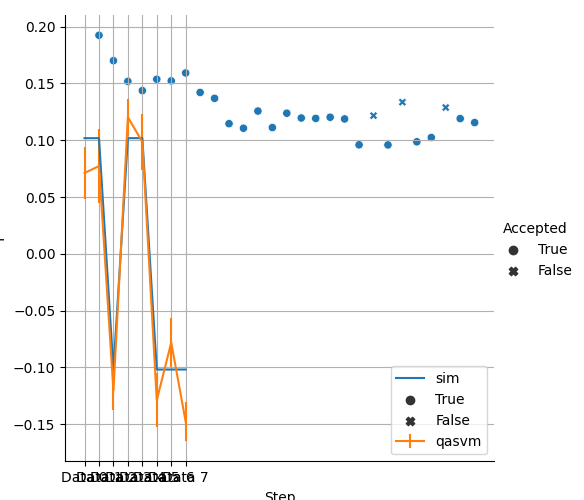 0.20
0.15
0.10
0.05
0.00
−0.05
−0.10
−0.15
Accepted
True
False
sim
True
False
qasvm
Step